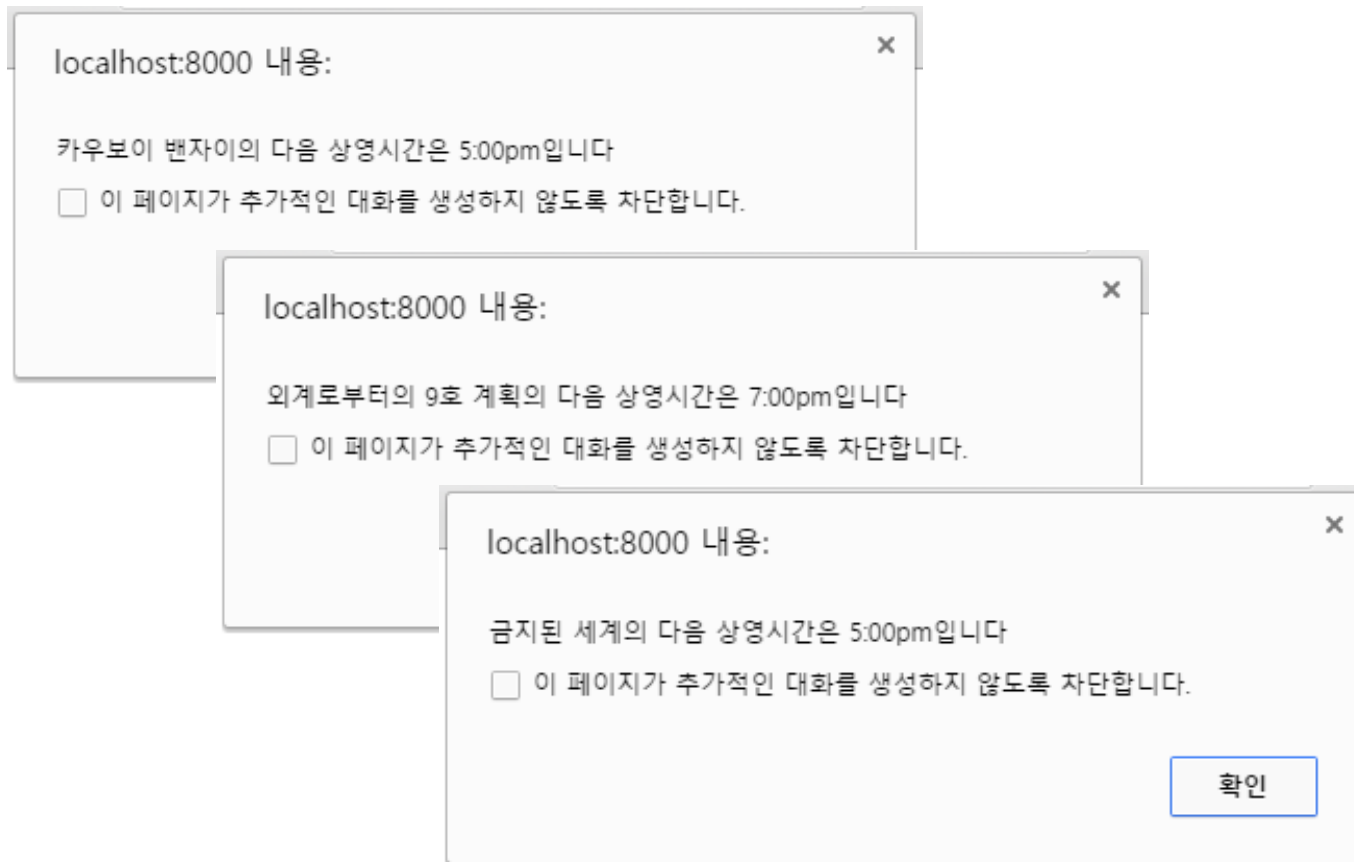 localhost:8000 내용:
카우보이 밴자이의 다음 상영시간은 5:00pm입니다
이 페이지가 추가적인 대화를 생성하지 않도록 차단합니다.
localhost:8000 내용:
외계로부터의 9호 계획의 다음 상영시간은 7:00pm입니다
이 페이지가 추가적인 대화를 생성하지 않도록 차단합니다.
localhost:8000 내용:
금지된 세계의 다음 상영시간은 5:00pm입니다
이 페이지가 추가적인 대화를 생성하지 않도록 차단합니다.
확인